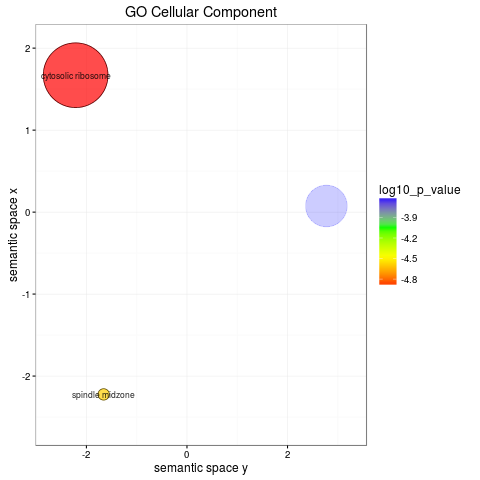 GO Cellular Component
2
1
0
-1
-2
semantic space x
cytosolic ribosome
spindle midzone
-2
0
2
semantic space y
log10_p_value
-3.9
-4.2
-4.5
-4.8